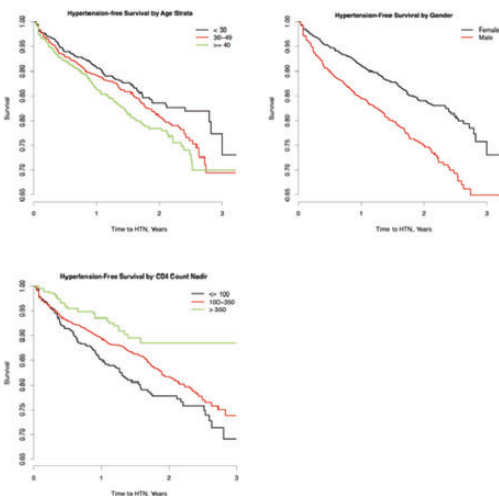 Hypertension-free Survival by Age Strata
< 30
30-49
>= 40
Survival
1.00
0.95
0.90
0.85
0.80
0.75
0.70
0.65
0 1 2 3
Time to HTN, Years
Hypertension-free Survival by Gender
Female
Male
Survival
1.00
0.95
0.90
0.85
0.80
0.75
0.70
0.65
0 1 2 3
Time to HTN, Years
Hypertension-Free Survival by CD4 Count Nadir
<= 100
100-350
> 350
Survival
1.00
0.95
0.90
0.85
0.80
0.75
0.70
0.65
0 1 2 3
Time to HTN, Years